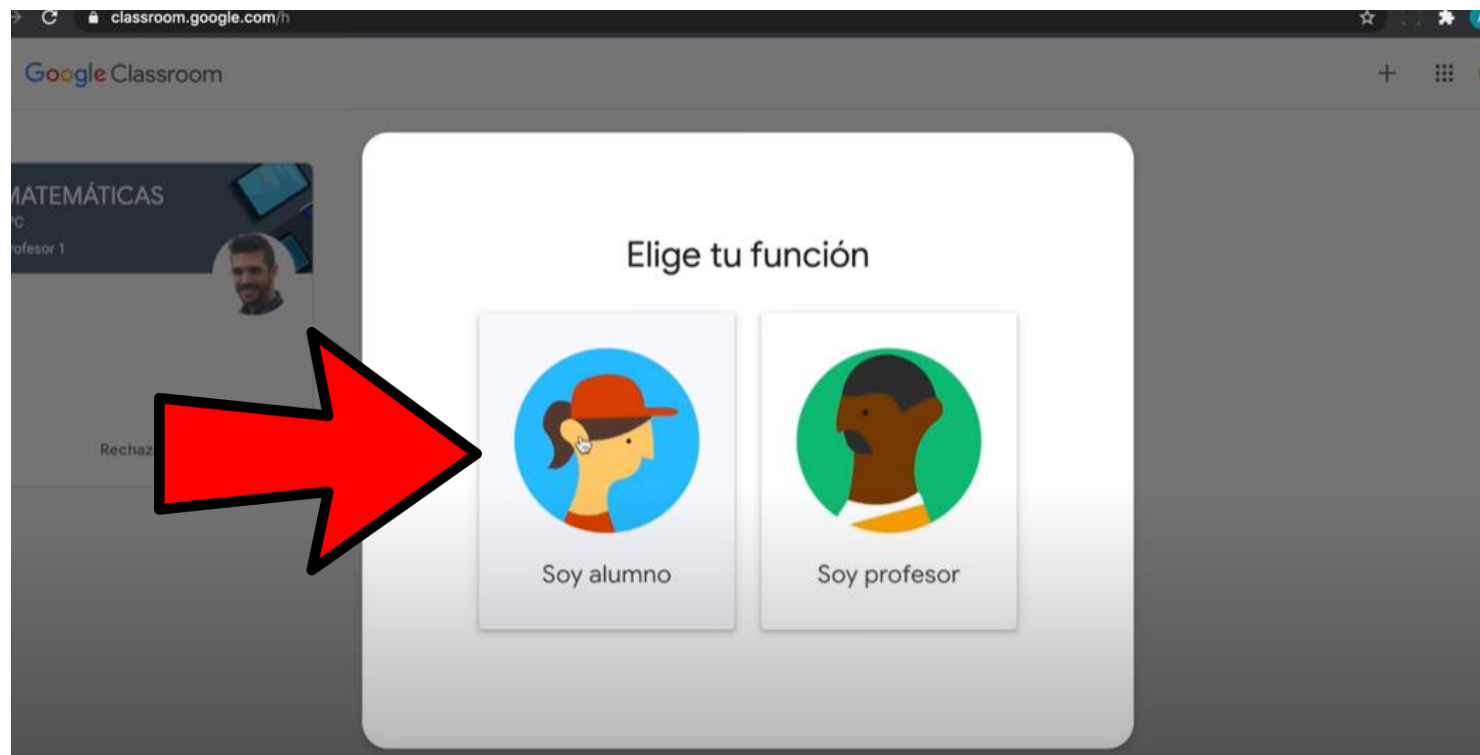 classroom.google.com/h
Google Classroom
MATEMÁTICAS
Elige tu función
Soy alumno
Soy profesor